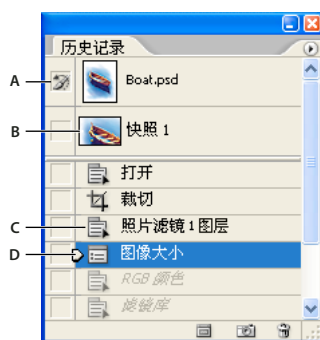 历史记录
A
Boat.psd
B
快照 1
打开
裁切
C
照片滤镜 1 图层
D
图像大小
RGB 颜色
滤镜库